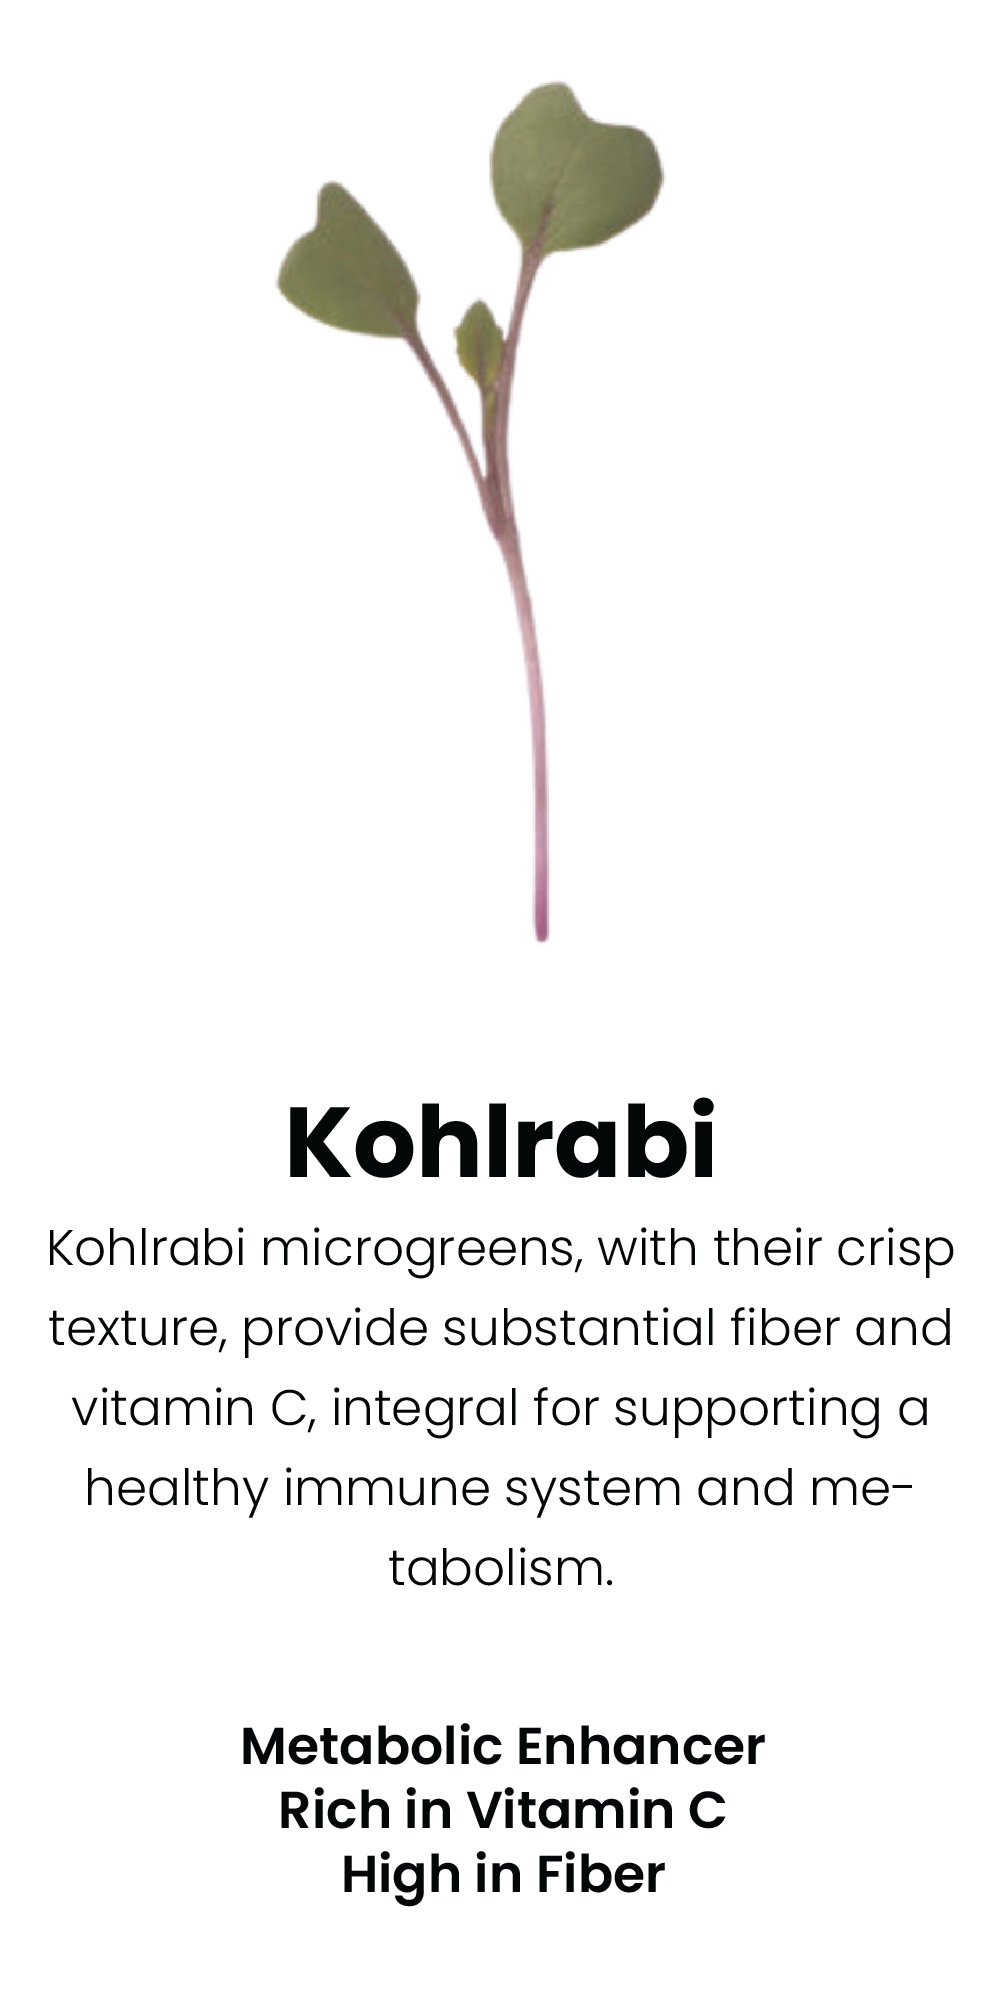 Kohlrabi
Kohlrabi microgreens, with their crisp
texture, provide substantial fiber and
vitamin C, integral for supporting a
healthy immune system and me-
tabolism.
Metabolic Enhancer
Rich in Vitamin C
High in Fiber